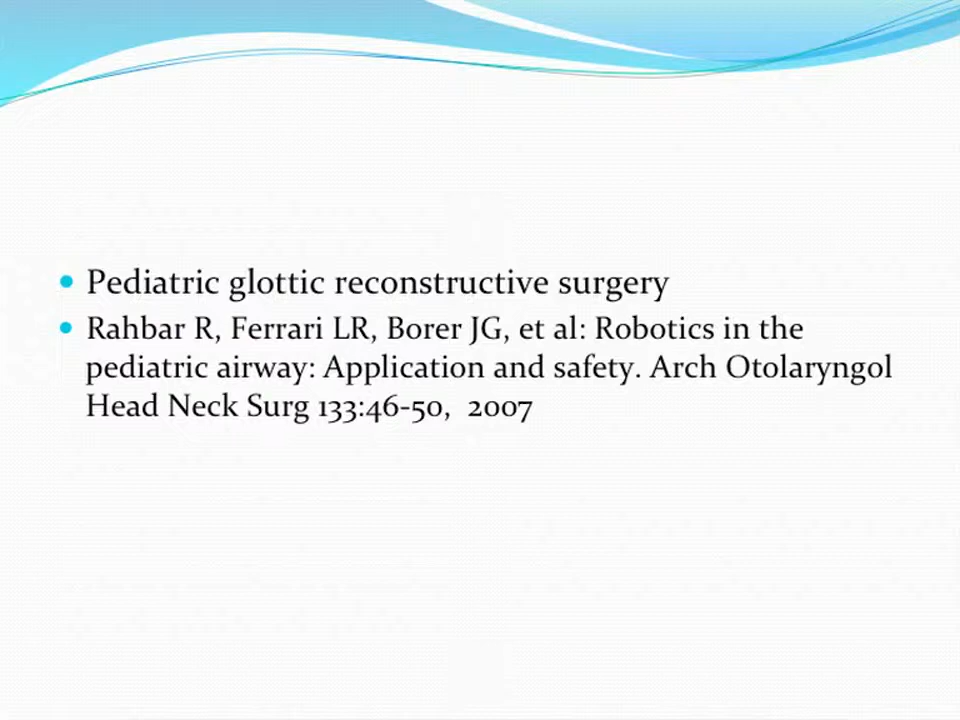 • Pediatric glottic reconstructive surgery
• Rahbar R, Ferrari LR, Borer JG, et al: Robotics in the
pediatric airway: Application and safety. Arch Otolaryngol
Head Neck Surg 133:46-50, 2007